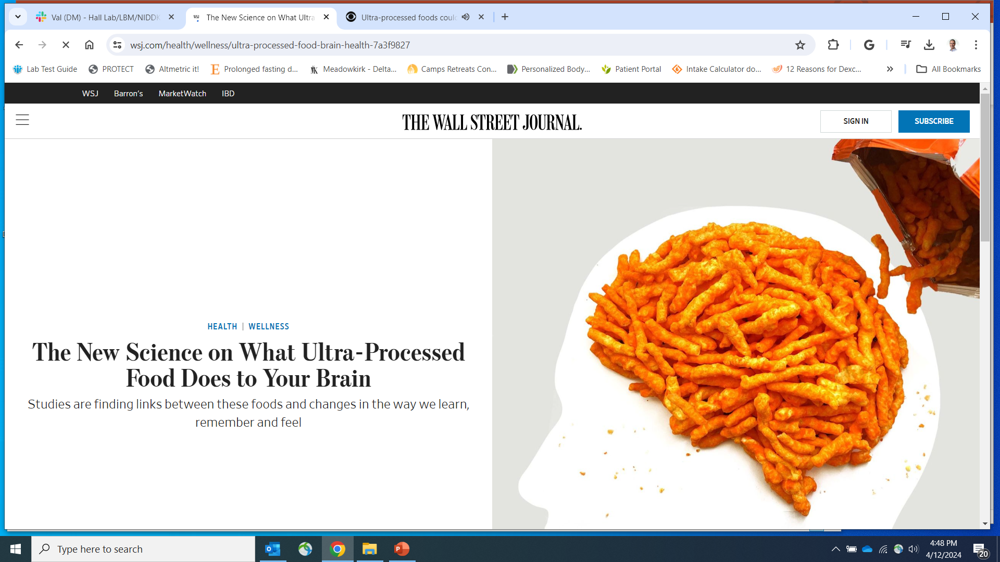 Val (DM) - Hall Lab/LBM/NIDDK
WSJ
The New Science on What Ultra
Ultra-processed foods coul
wsj.com/health/wellness/ultra-processed-food-brain-health-7a3f9827
G
Lab Test Guide
PROTECT
Altmetric it!
E Prolonged fasting d...
Meadowkirk - Delta...
Camps Retreats Con...
Personalized Body...
Patient Portal
Intake Calculator do...
12 Reasons for Dexc...
All Bookmarks
WSJ Barron's MarketWatch IBD
THE WALL STREET JOURNAL.
SIGN IN
SUBSCRIBE
HEALTH | WELLNESS
The New Science on What Ultra-Processed
Food Does to Your Brain
Studies are finding links between these foods and changes in the way we learn,
remember and feel
Type here to search
4:48 PM
4/12/2024
20